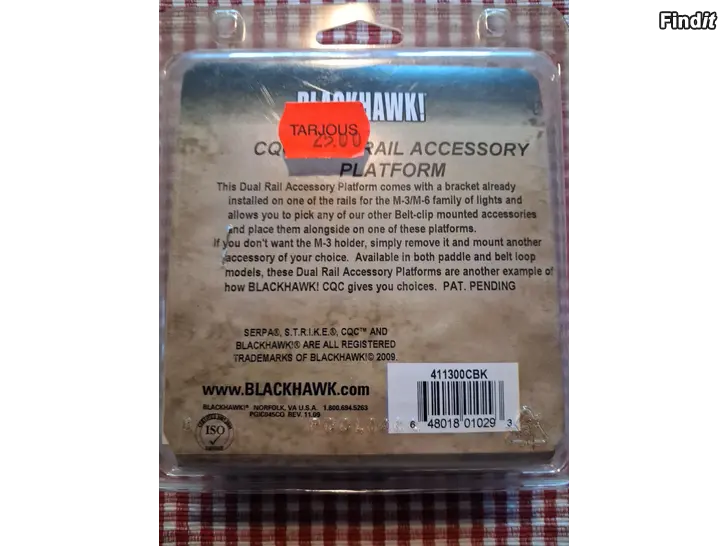 Findit
BLACKHAWK!
TARJOUS
25.00
CQ RAIL ACCESSORY
PLATFORM
This Dual Rail Accessory Platform comes with a bracket already
installed on one of the rails for the M-3/M-6 family of lights and
allows you to pick any of our other Belt-clip mounted accessories
and place them alongside on one of these platforms.
If you don't want the M-3 holder, simply remove it and mount another
accessory of your choice. Available in both paddle and belt loop
models, these Dual Rail Accessory Platforms are another example of
how BLACKHAWK! CQC gives you choices. PAT. PENDING
SERPA®, S.T.R.I.K.E.®, CQC™ AND
BLACKHAWK!® ARE ALL REGISTERED
TRADEMARKS OF BLACKHAWK!© 2009.
www.BLACKHAWK.com
BLACKHAWK!® NORFOLK, VA U.S.A. 1.800.694.5263
REV. 11.09
ISO
411300CBK
6 48018 01029 3